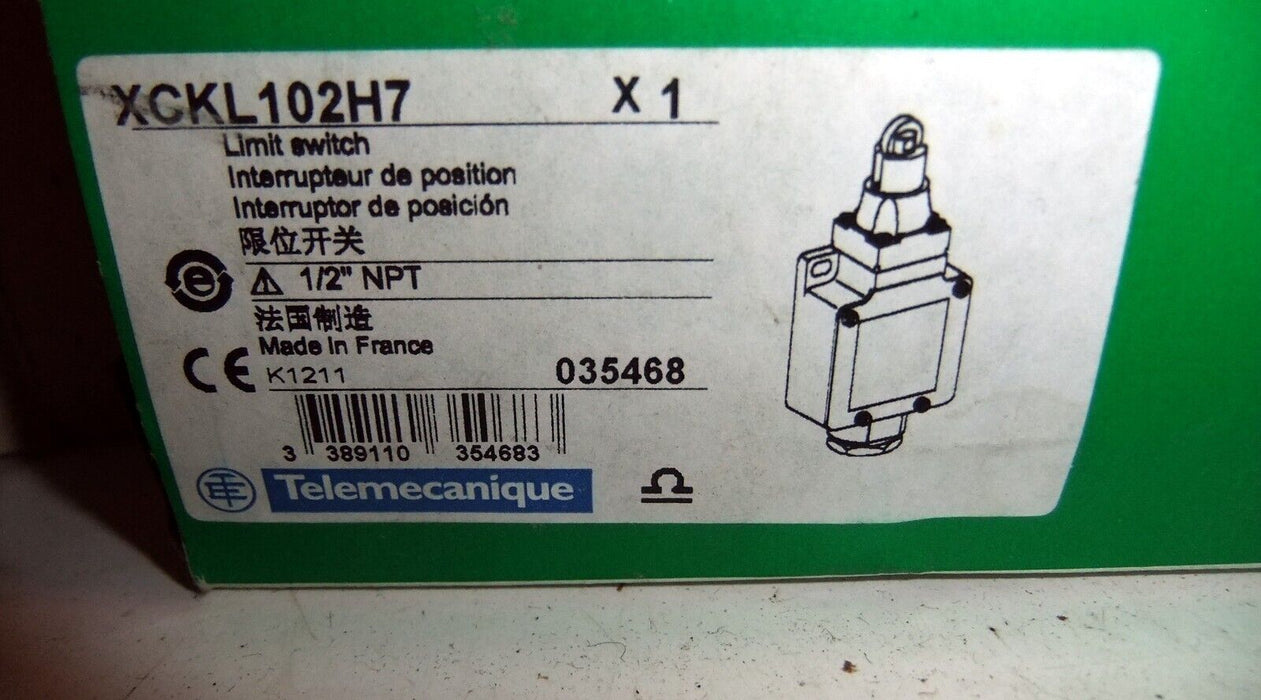 XCKL102H7 X 1
Limit switch
Interrupteur de position
Interruptor de posición
限位开关
e ⚠ 1/2" NPT
法国制造
Made in France
CE K1211 035468
3 389110 354683
Telemecanique